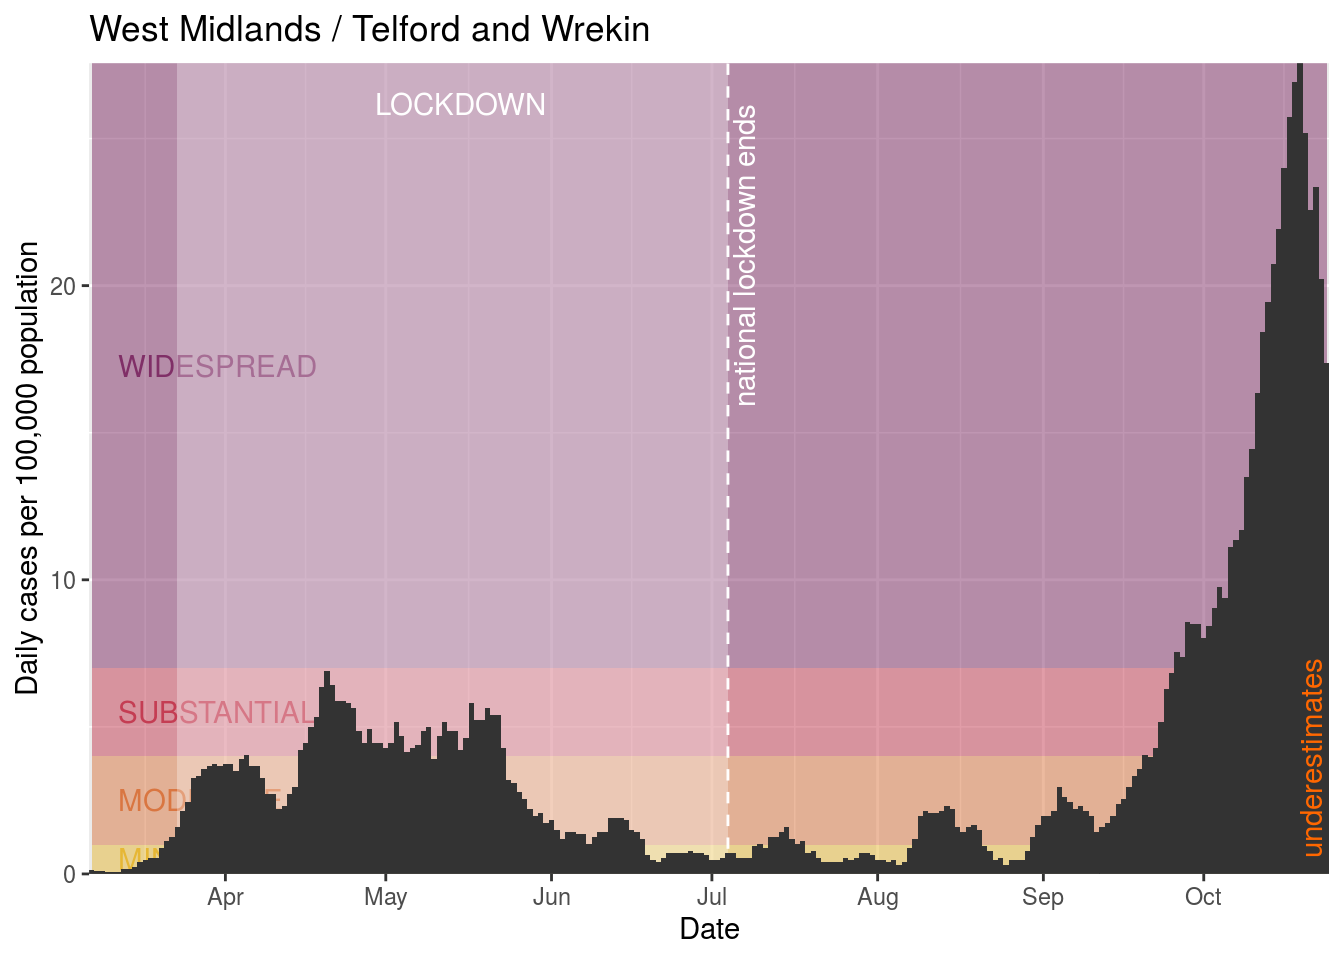 West Midlands / Telford and Wrekin
LOCKDOWN
national lockdown ends
WIDESPREAD
SUBSTANTIAL
underestimates
Daily cases per 100,000 population
20
10
0
Apr
May
Jun
Jul
Aug
Sep
Oct
Date